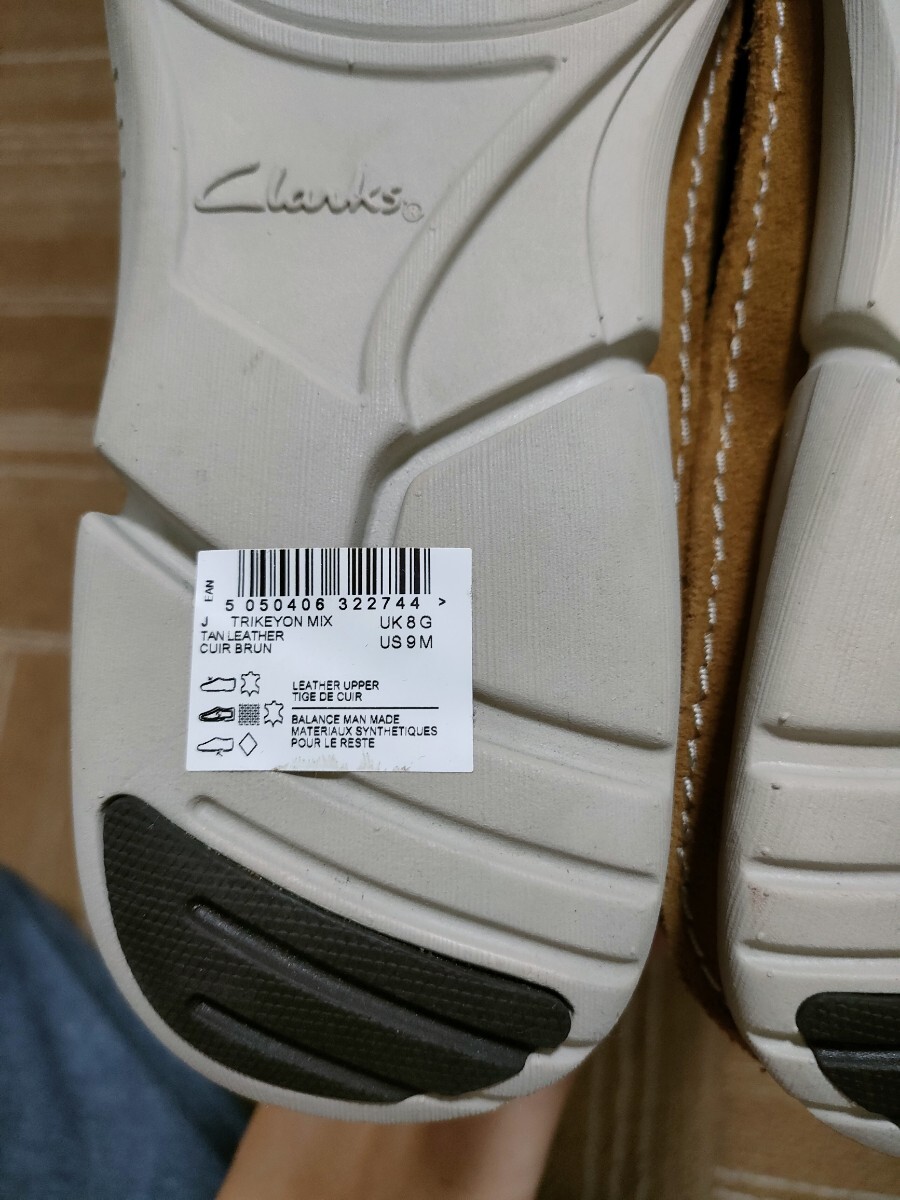 Clarks®
EAN
5 050406 322744 >
J TRIKEYON MIX UK 8 G
TAN LEATHER US 9 M
CUIR BRUN
LEATHER UPPER
TIGE DE CUIR
BALANCE MAN MADE
MATERIAUX SYNTHETIQUES
POUR LE RESTE